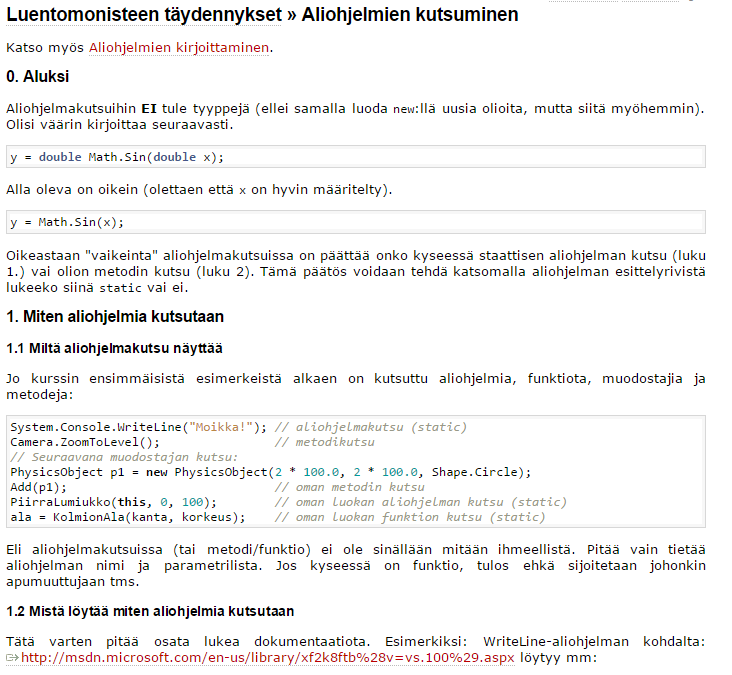 Luentomonisteen täydennykset » Aliohjelmien kutsuminen
Katso myös Aliohjelmien kirjoittaminen.
0. Aluksi
Aliohjelmakutsuihin EI tule tyyppejä (ellei samalla luoda new:llä uusia olioita, mutta siitä myöhemmin).
Olisi väärin kirjoittaa seuraavasti.
y = double Math.Sin(double x);
Alla oleva on oikein (olettaen että x on hyvin määritelty).
y = Math.Sin(x);
Oikeastaan "vaikeinta" aliohjelmakutsuissa on päättää onko kyseessä staattisen aliohjelman kutsu (luku
1.) vai olion metodin kutsu (luku 2). Tämä päätös voidaan tehdä katsomalla aliohjelman esittelyrivistä
lukeeko siinä static vai ei.
1. Miten aliohjelmia kutsutaan
1.1 Miltä aliohjelmakutsu näyttää
Jo kurssin ensimmäisistä esimerkeistä alkaen on kutsuttu aliohjelmia, funktiota, muodostajia ja
metodeja:
System.Console.WriteLine("Moikka!"); // aliohjelmakutsu (static)
Camera.ZoomToLevel(); // metodikutsu
// Seuraavana muodostajan kutsu:
PhysicsObject p1 = new PhysicsObject(2 * 100.0, 2 * 100.0, Shape.Circle);
Add(p1); // oman metodin kutsu
PiirraLumiukko(this, 0, 100); // oman luokan aliohjelman kutsu (static)
ala = KolmionAla(kanta, korkeus); // oman luokan funktion kutsu (static)
Eli aliohjelmakutsuissa (tai metodi/funktio) ei ole sinällään mitään ihmeellistä. Pitää vain tietää
aliohjelman nimi ja parametrilista. Jos kyseessä on funktio, tulos ehkä sijoitetaan johonkin
apumuuttujaan tms.
1.2 Mistä löytää miten aliohjelmia kutsutaan
Tätä varten pitää osata lukea dokumentaatiota. Esimerkiksi: WriteLine-aliohjelman kohdalta:
http://msdn.microsoft.com/en-us/library/xf2k8ftb%28v=vs.100%29.aspx löytyy mm: